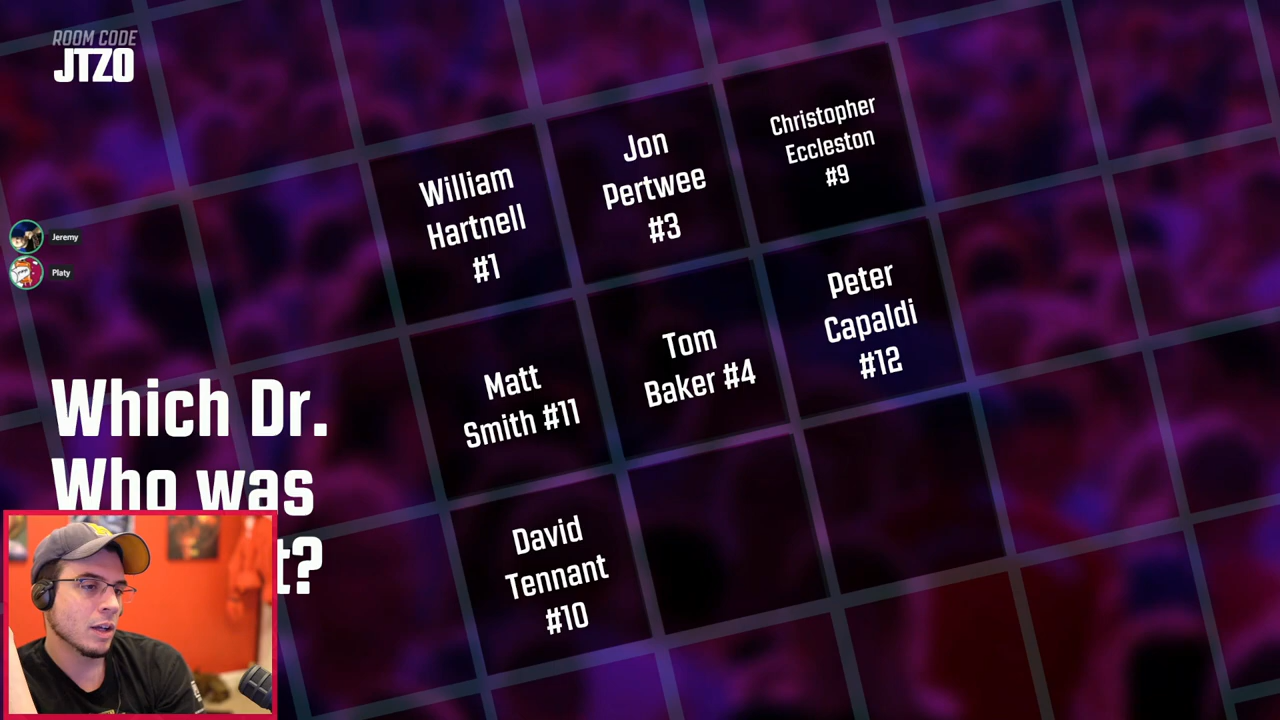 ROOM CODE
JTZO
Jeremy
Platy
Which Dr.
Who was
t?
William
Hartnell
#1
Jon
Pertwee
#3
Christopher
Eccleston
#9
Matt
Smith #11
Tom
Baker #4
Peter
Capaldi
#12
David
Tennant
#10